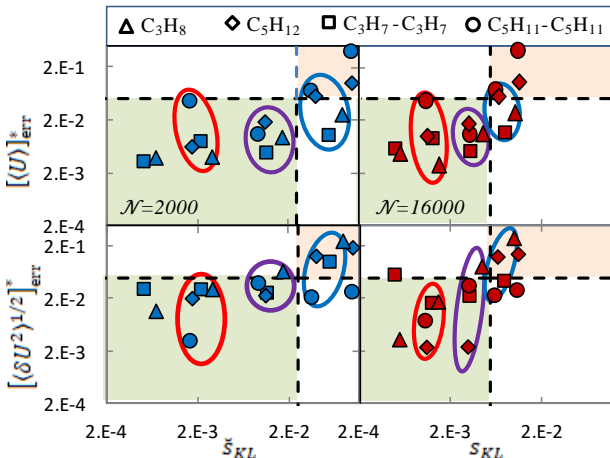 C₃H₈ C₅H₁₂ C₃H₇-C₃H₇ C₅H₁₁-C₅H₁₁
2.E-1
2.E-2
2.E-3
2.E-4
[⟨U⟩]*err
𝒩=2000 𝒩=16000
2.E-1
2.E-2
2.E-3
2.E-4
[⟨δU²⟩^1/2]*err
2.E-4 2.E-3 2.E-2 2.E-4 2.E-3 2.E-2
š_KL s_KL